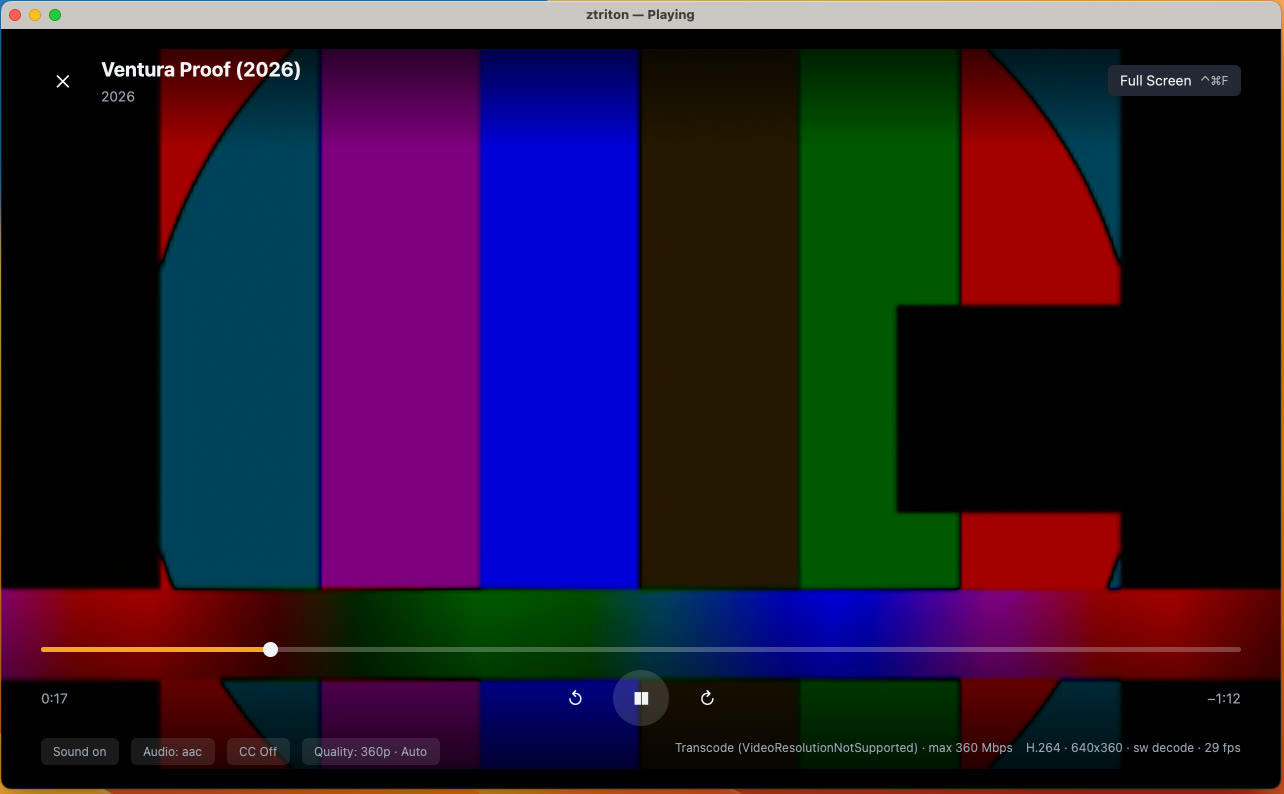 ztriton — Playing
Ventura Proof (2026)
2026
Full Screen ^⌘F
0:17
–1:12
Sound on
Audio: aac
CC Off
Quality: 360p · Auto
Transcode (VideoResolutionNotSupported) · max 360 Mbps
H.264 · 640x360 · sw decode · 29 fps